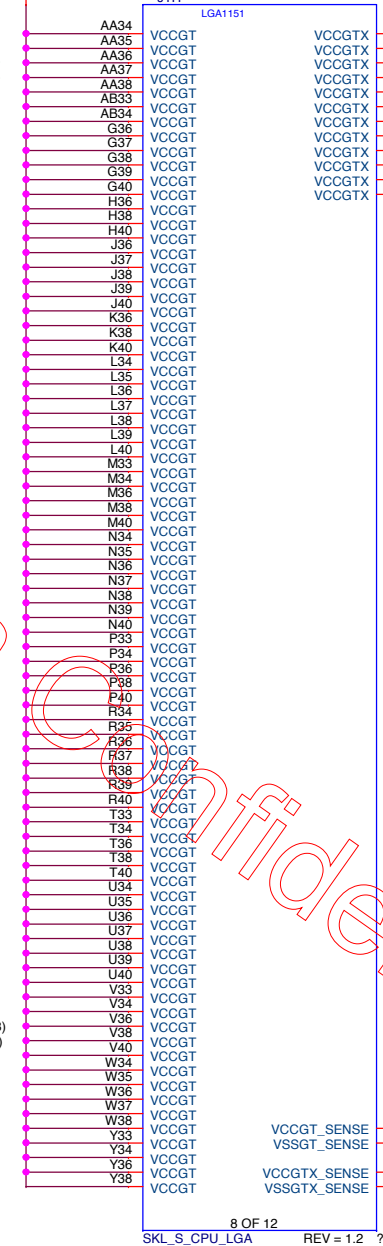 LGA1151
AA34 VCCGT VCCGTX
AA35 VCCGT VCCGTX
AA36 VCCGT VCCGTX
AA37 VCCGT VCCGTX
AA38 VCCGT VCCGTX
AB33 VCCGT VCCGTX
AB34 VCCGT VCCGTX
G36 VCCGT VCCGTX
G37 VCCGT VCCGTX
G38 VCCGT VCCGTX
G39 VCCGT VCCGTX
G40 VCCGT VCCGTX
H36 VCCGT
H38 VCCGT
H40 VCCGT
J36 VCCGT
J37 VCCGT
J38 VCCGT
J39 VCCGT
J40 VCCGT
K36 VCCGT
K38 VCCGT
K40 VCCGT
L34 VCCGT
L35 VCCGT
L36 VCCGT
L37 VCCGT
L38 VCCGT
L39 VCCGT
L40 VCCGT
M33 VCCGT
M34 VCCGT
M36 VCCGT
M38 VCCGT
M40 VCCGT
N34 VCCGT
N35 VCCGT
N36 VCCGT
N37 VCCGT
N38 VCCGT
N39 VCCGT
N40 VCCGT
P33 VCCGT
P34 VCCGT
P36 VCCGT
P38 VCCGT
P40 VCCGT
R34 VCCGT
R35 VCCGT
R36 VCCGT
R37 VCCGT
R38 VCCGT
R39 VCCGT
R40 VCCGT
T33 VCCGT
T34 VCCGT
T36 VCCGT
T38 VCCGT
T40 VCCGT
U34 VCCGT
U35 VCCGT
U36 VCCGT
U37 VCCGT
U38 VCCGT
U39 VCCGT
U40 VCCGT
V33 VCCGT
V34 VCCGT
V36 VCCGT
V38 VCCGT
V40 VCCGT
W34 VCCGT
W35 VCCGT
W36 VCCGT
W37 VCCGT
W38 VCCGT VCCGT_SENSE
Y33 VCCGT VSSGT_SENSE
Y34 VCCGT
Y36 VCCGT VCCGTX_SENSE
Y38 VCCGT VSSGTX_SENSE
8 OF 12
SKL_S_CPU_LGA REV = 1.2 ?
Confide